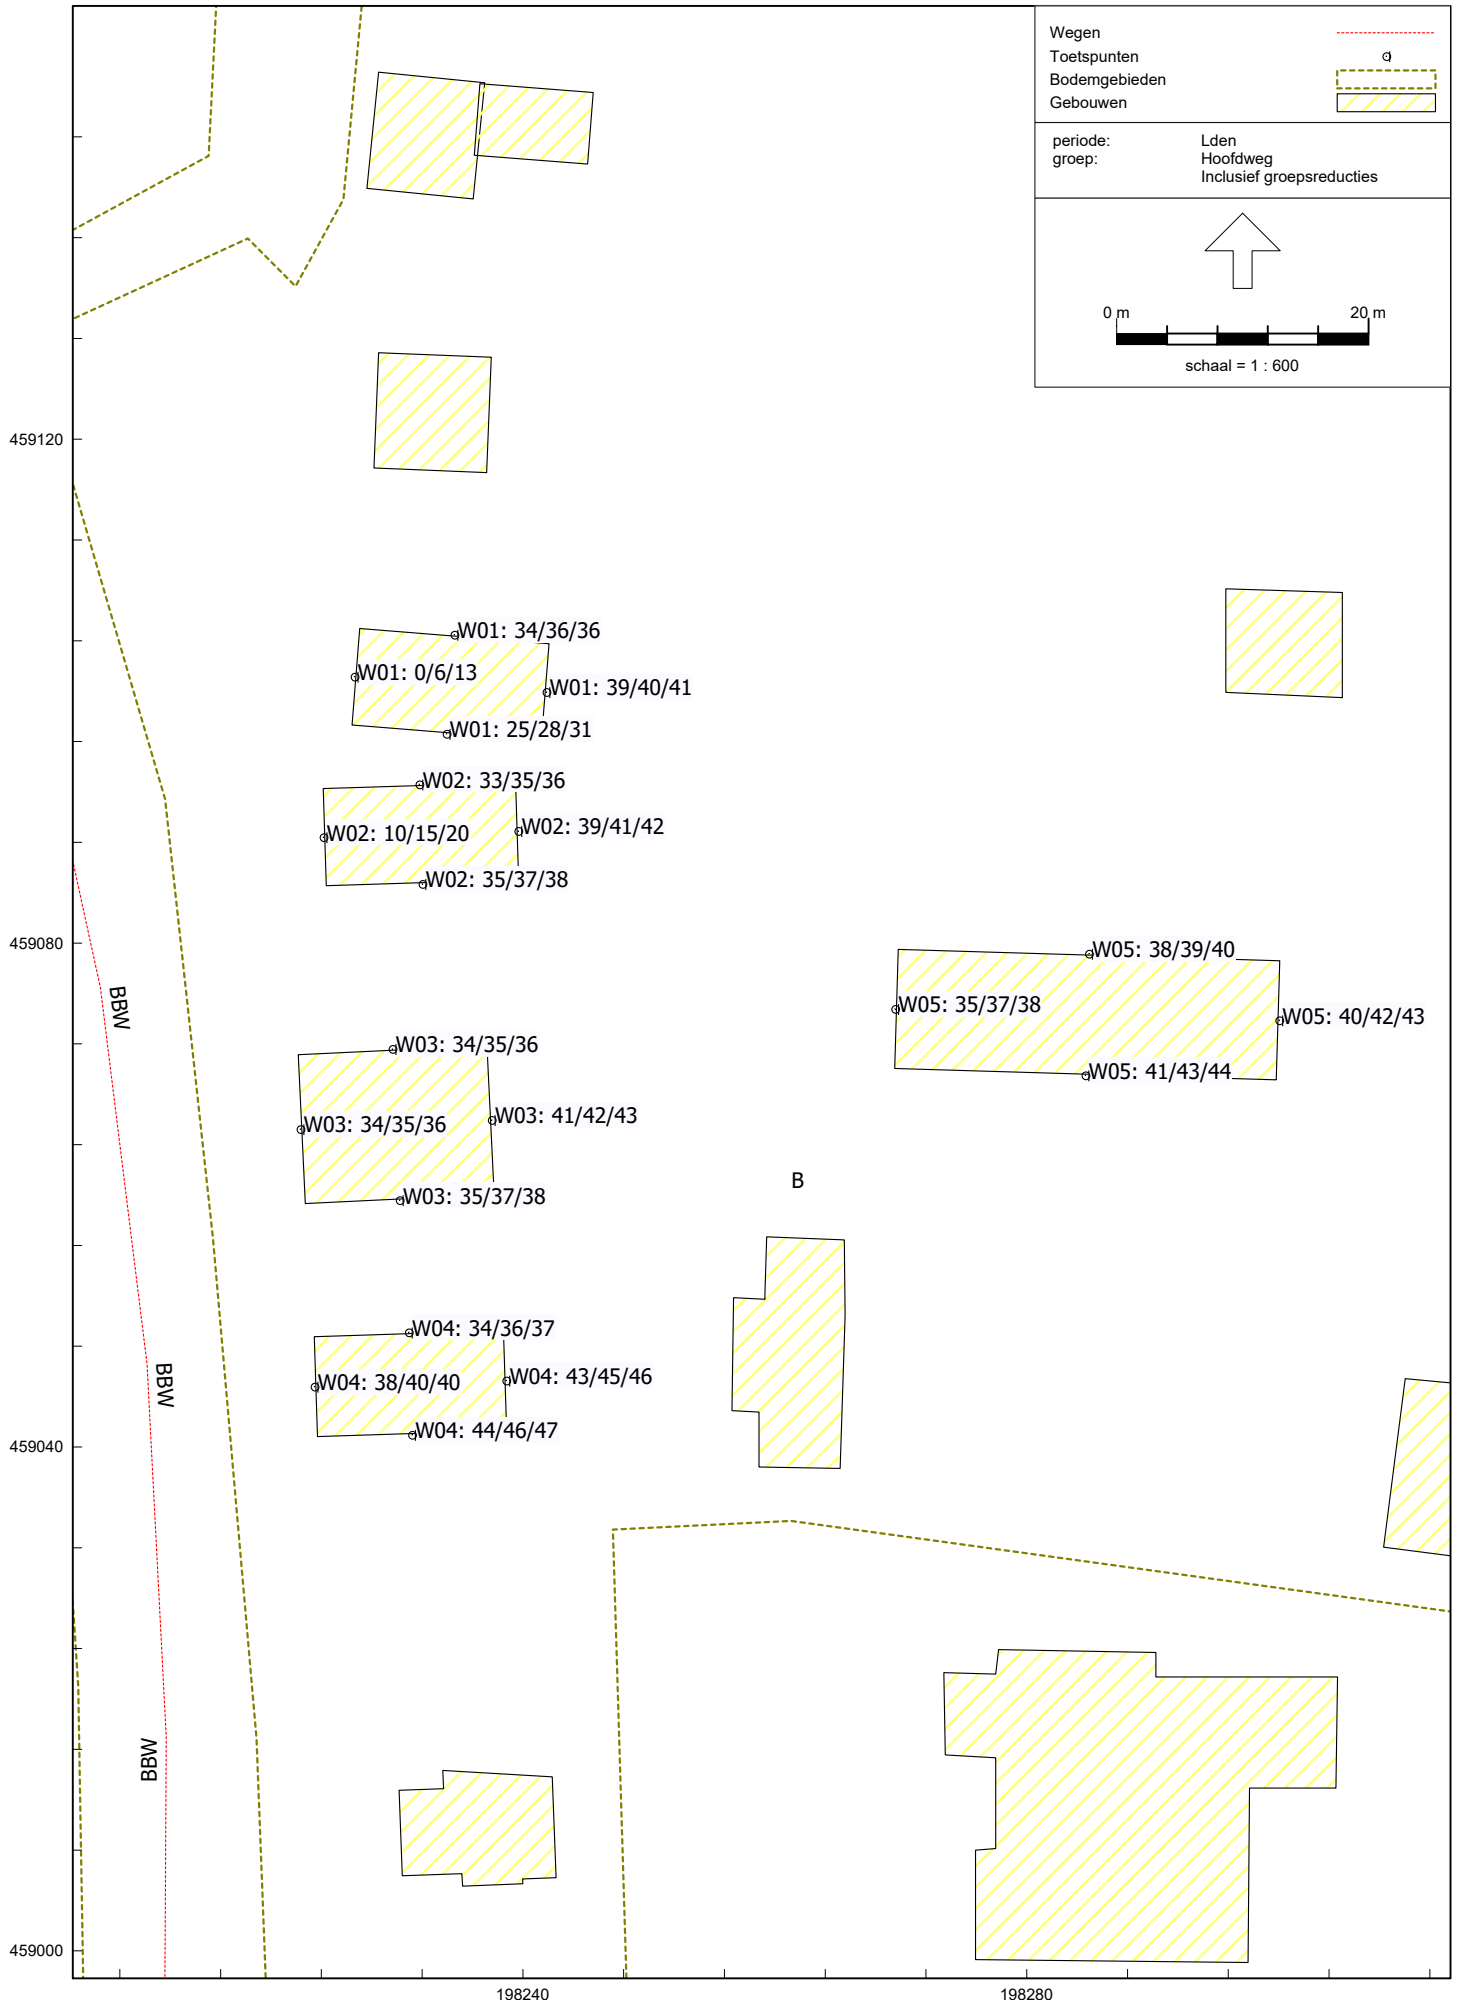 Wegen
Toetspunten
Bodemgebieden
Gebouwen
periode: Lden
groep: Hoofdweg
Inclusief groepsreducties
0 m 20 m
schaal = 1 : 600
459120
W01: 34/36/36
W01: 0/6/13
W01: 39/40/41
W01: 25/28/31
W02: 33/35/36
W02: 10/15/20
W02: 39/41/42
W02: 35/37/38
459080
W05: 38/39/40
W05: 35/37/38
W05: 40/42/43
W05: 41/43/44
BBW
W03: 34/35/36
W03: 34/35/36
W03: 41/42/43
W03: 35/37/38
B
W04: 34/36/37
W04: 38/40/40
W04: 43/45/46
W04: 44/46/47
BBW
459040
BBW
459000
198240 198280